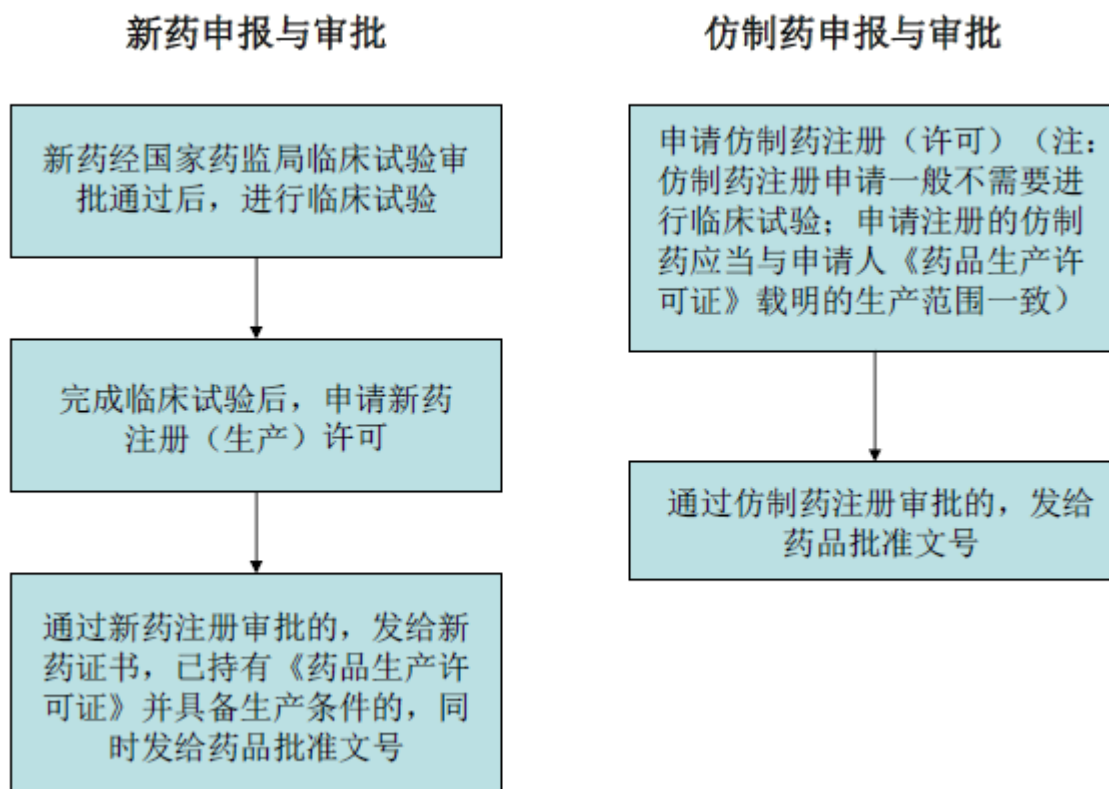 新药申报与审批
新药经国家药监局临床试验审
批通过后，进行临床试验
完成临床试验后，申请新药
注册（生产）许可
通过新药注册审批的，发给新
药证书，已持有《药品生产许
可证》并具备生产条件的，同
时发给药品批准文号
仿制药申报与审批
申请仿制药注册（许可）（注：
仿制药注册申请一般不需要进
行临床试验；申请注册的仿制
药应当与申请人《药品生产许
可证》载明的生产范围一致）
通过仿制药注册审批的，发给
药品批准文号